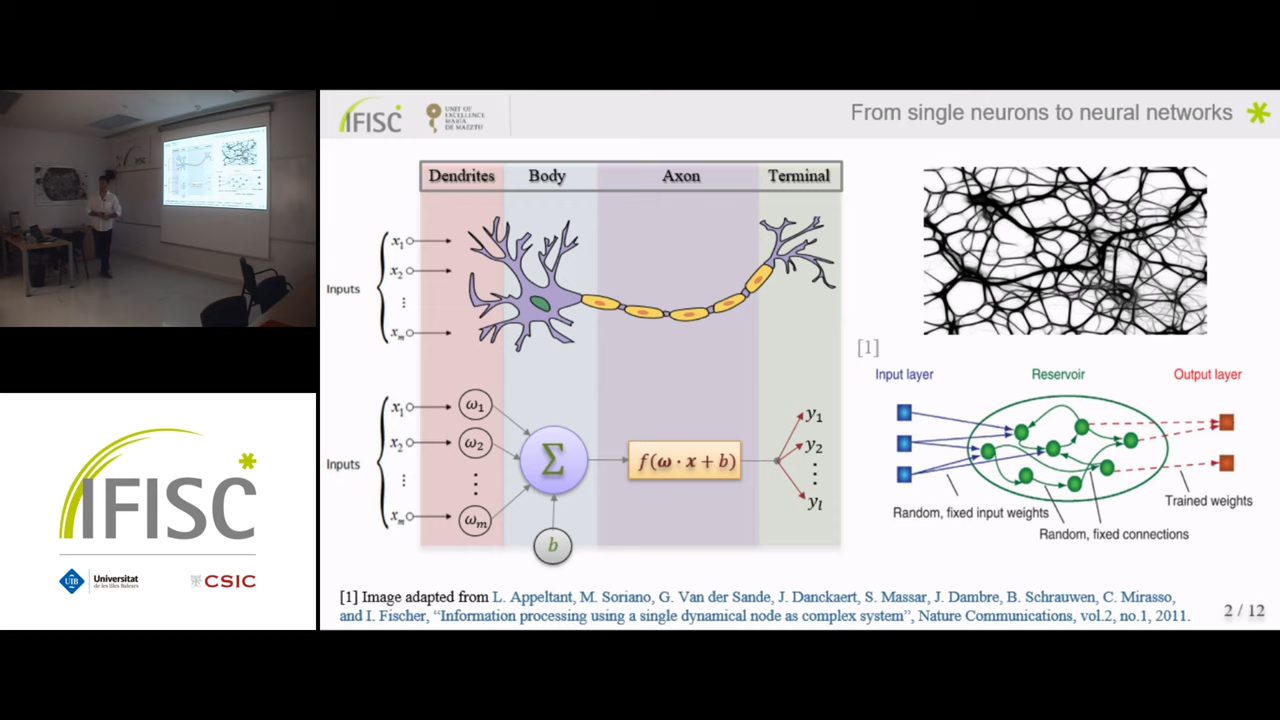 IFISC
UNIT OF
EXCELLENCE
MARÍA
DE MAEZTU
From single neurons to neural networks
Dendrites Body Axon Terminal
Inputs
x1
x2
⋮
xm
Inputs
x1
x2
⋮
xm
ω1
ω2
⋮
ωm
Σ
b
f(ω · x + b)
y1
y2
⋮
yl
[1]
Input layer Reservoir Output layer
Random, fixed input weights
Random, fixed connections
Trained weights
[1] Image adapted from L. Appeltant, M. Soriano, G. Van der Sande, J. Danckaert, S. Massar, J. Dambre, B. Schrauwen, C. Mirasso,
and I. Fischer, “Information processing using a single dynamical node as complex system”, Nature Communications, vol.2, no.1, 2011.
2 / 12
IFISC
UIB
Universitat
de les Illes Balears
CSIC